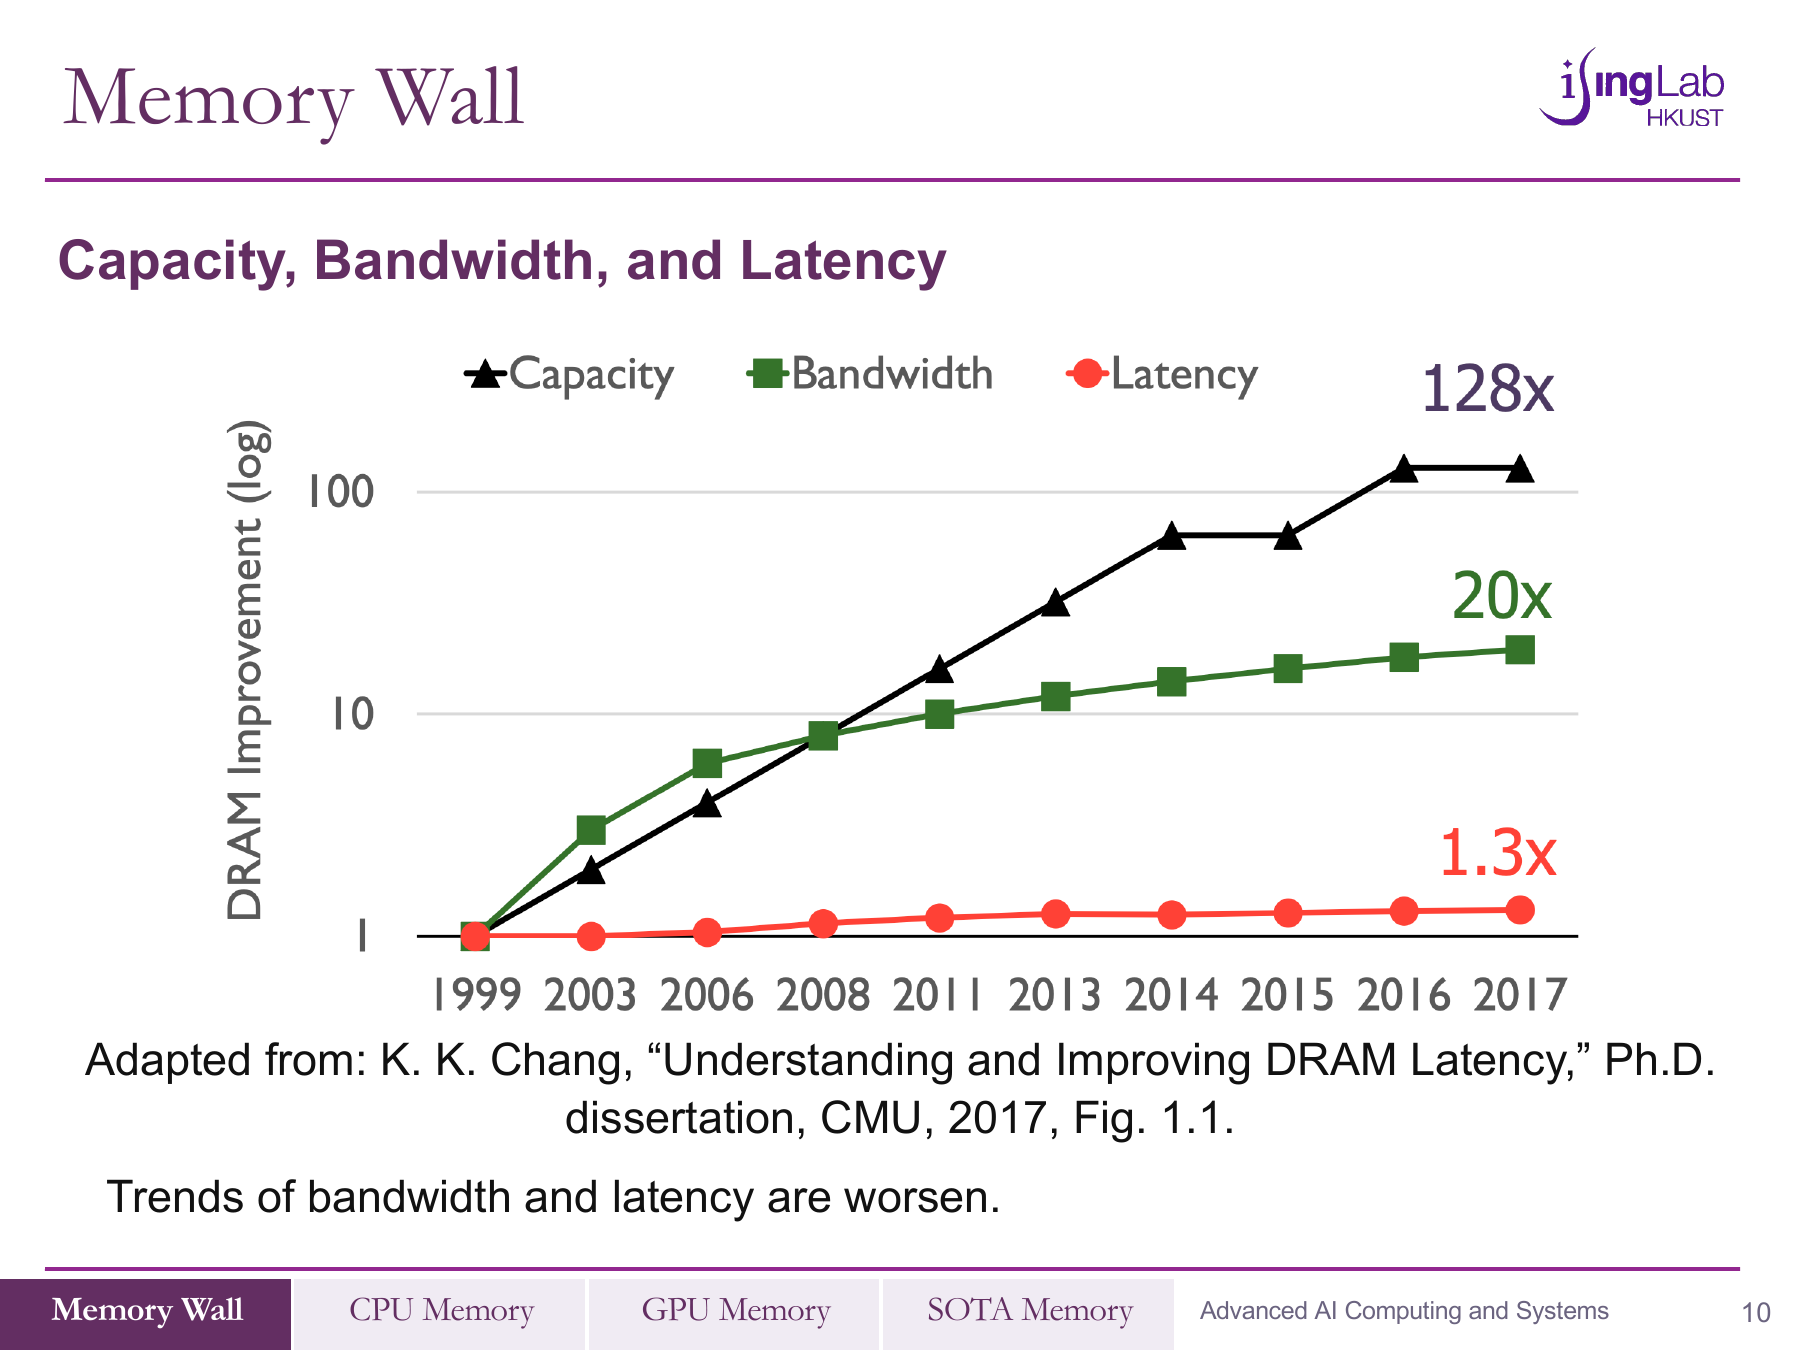 Memory Wall
iSingLab
HKUST
Capacity, Bandwidth, and Latency
Capacity Bandwidth Latency
128x
20x
1.3x
DRAM Improvement (log)
100
10
1
1999 2003 2006 2008 2011 2013 2014 2015 2016 2017
Adapted from: K. K. Chang, “Understanding and Improving DRAM Latency,” Ph.D.
dissertation, CMU, 2017, Fig. 1.1.
Trends of bandwidth and latency are worsen.
Memory Wall CPU Memory GPU Memory SOTA Memory Advanced AI Computing and Systems 10